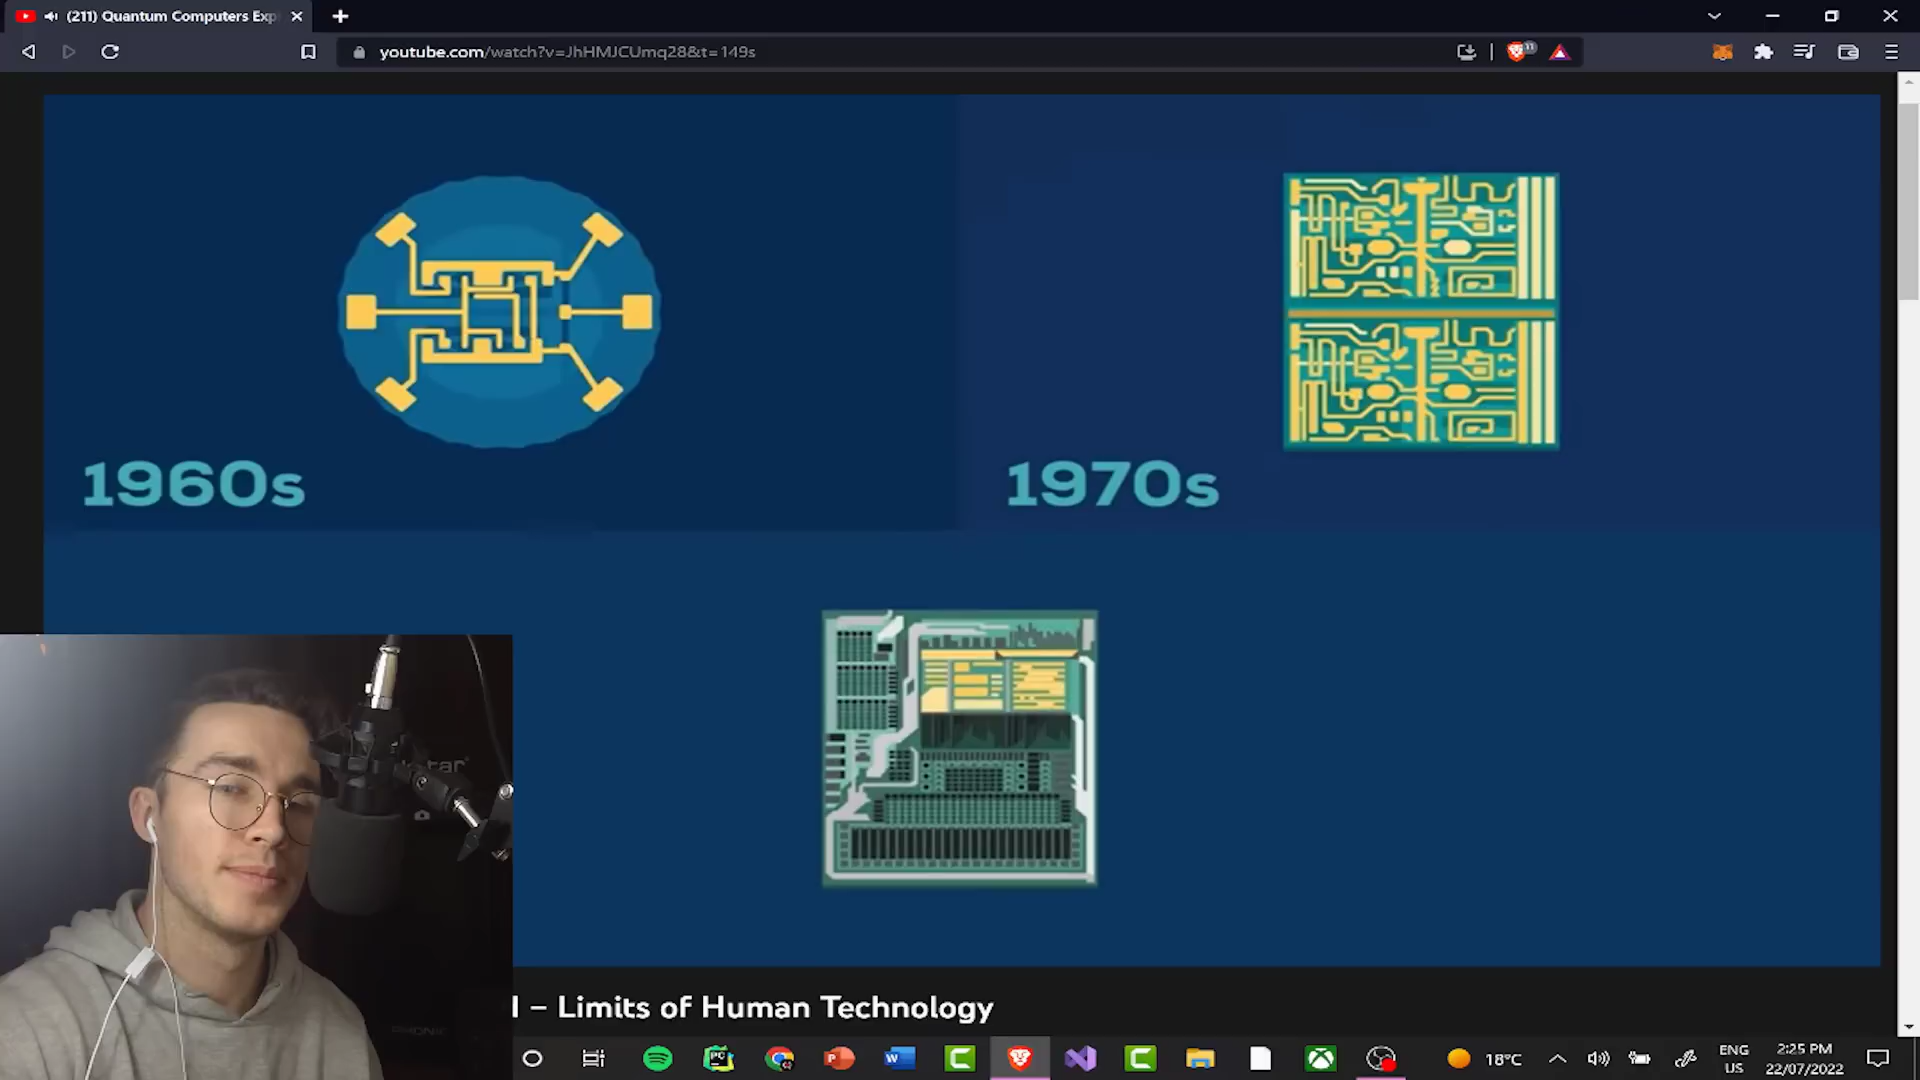 (211) Quantum Computers Exp
youtube.com/watch?v=JhHMJCUmq28&t=149s
11
1960s
1970s
– Limits of Human Technology
18°C
ENG
US
2:25 PM
22/07/2022